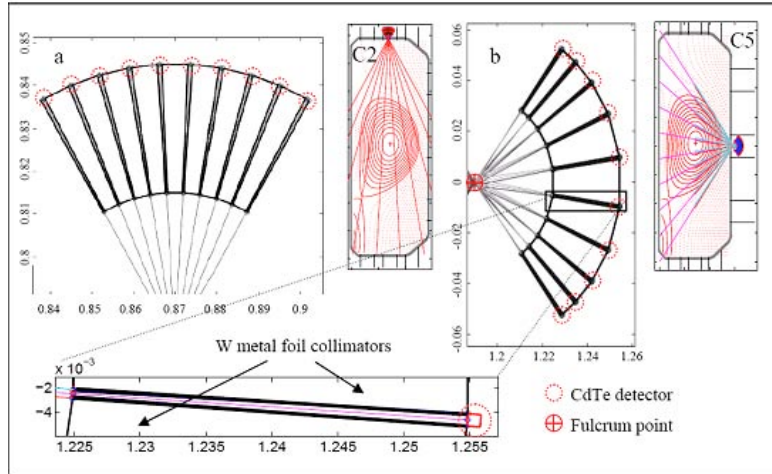 a
0.85
0.84
0.83
0.82
0.81
0.8
0.84 0.85 0.86 0.87 0.88 0.89 0.9
C2
b
0.06
0.04
0.02
0
-0.02
-0.04
-0.06
1.2 1.22 1.24 1.26
C5
W metal foil collimators
x 10⁻³
−2
−4
1.225 1.23 1.235 1.24 1.245 1.25 1.255
CdTe detector
Fulcrum point